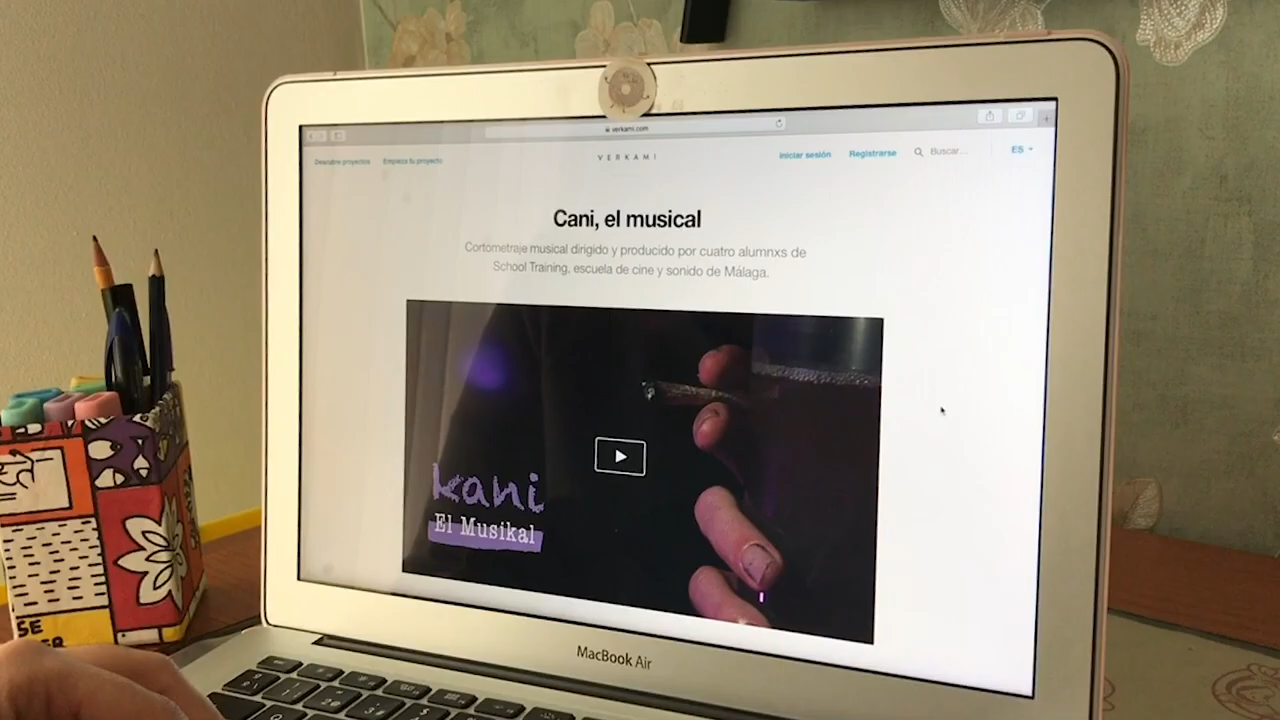 verkami.com
Descubre proyectos
Empieza tu proyecto
VERKAMI
Iniciar sesión
Registrarse
Buscar...
ES
Cani, el musical
Cortometraje musical dirigido y producido por cuatro alumnxs de
School Training, escuela de cine y sonido de Málaga.
kani
El Musikal
MacBook Air
SE